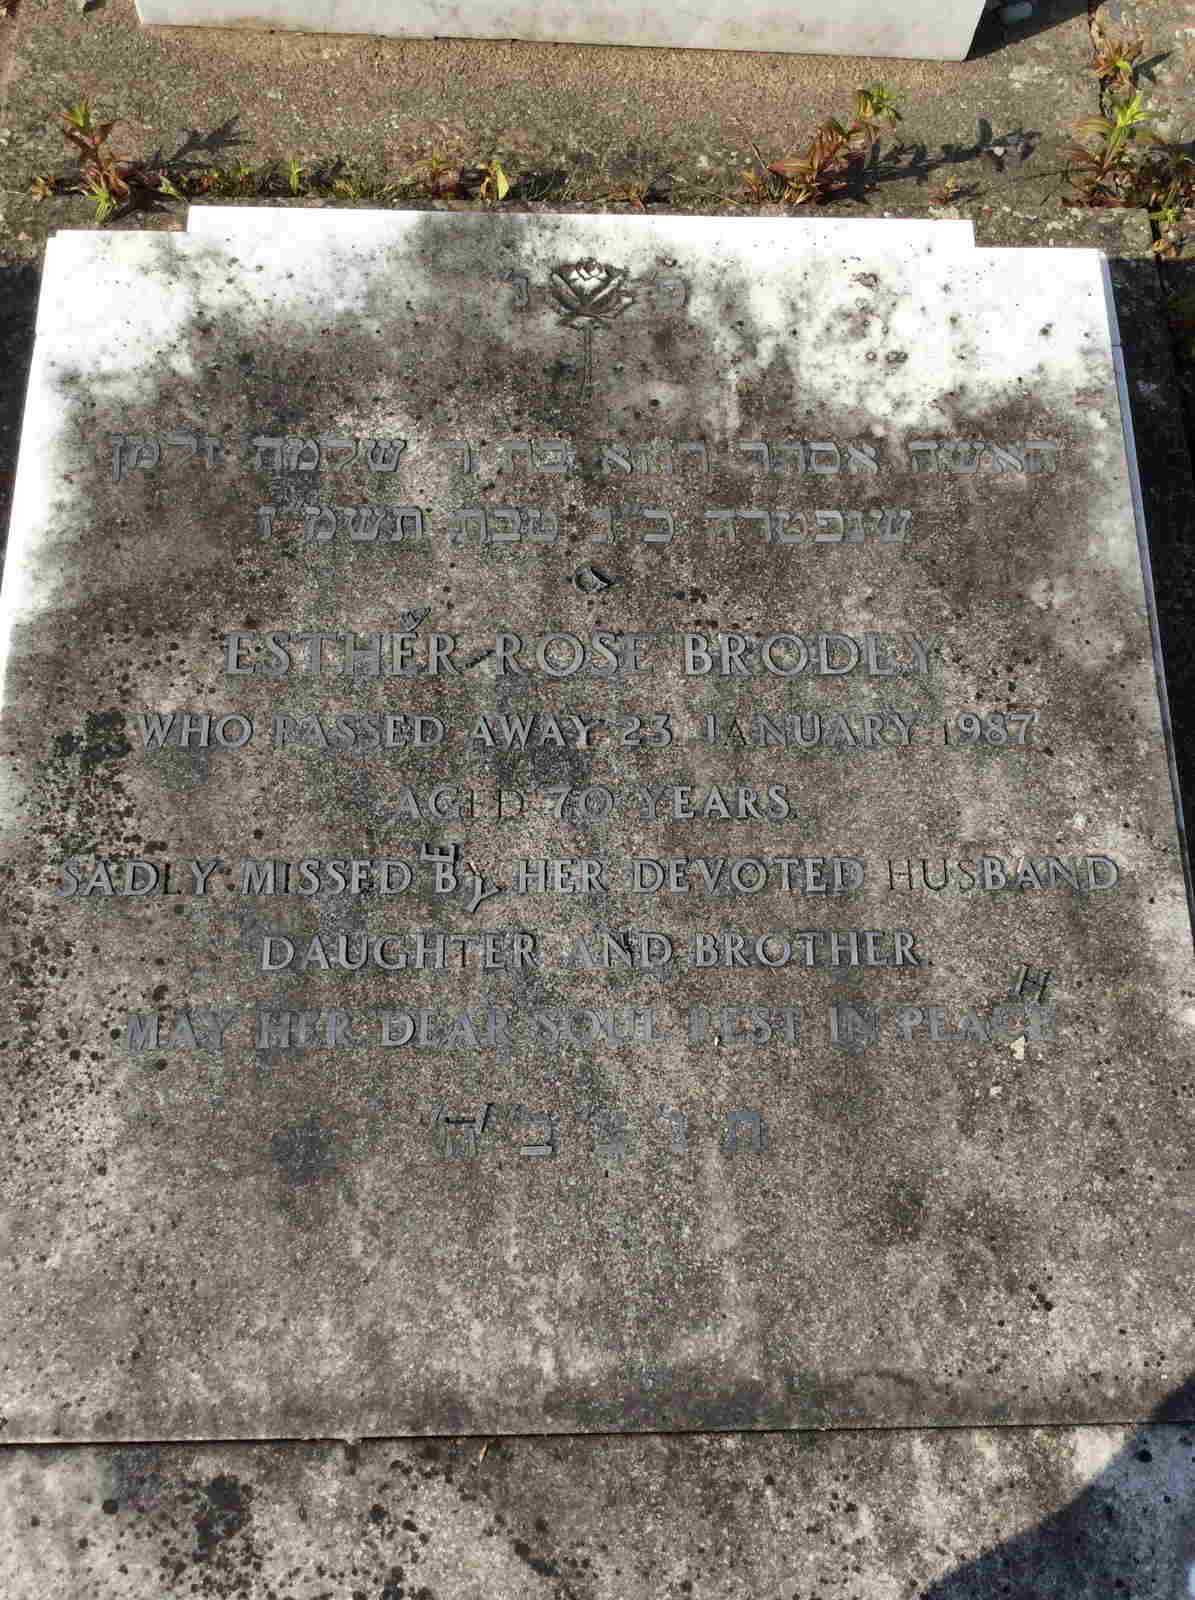 פ נ
האשה אסתר רוזא בת ר שלמה זלמן
שנפטרה כ"ב טבת תשמ"ז
ESTHER ROSE BRODLY
WHO PASSED AWAY 23 JANUARY 1987
AGED 70 YEARS.
SADLY MISSED BY HER DEVOTED HUSBAND
DAUGHTER AND BROTHER.
MAY HER DEAR SOUL REST IN PEACE
ת נ צ ב ה